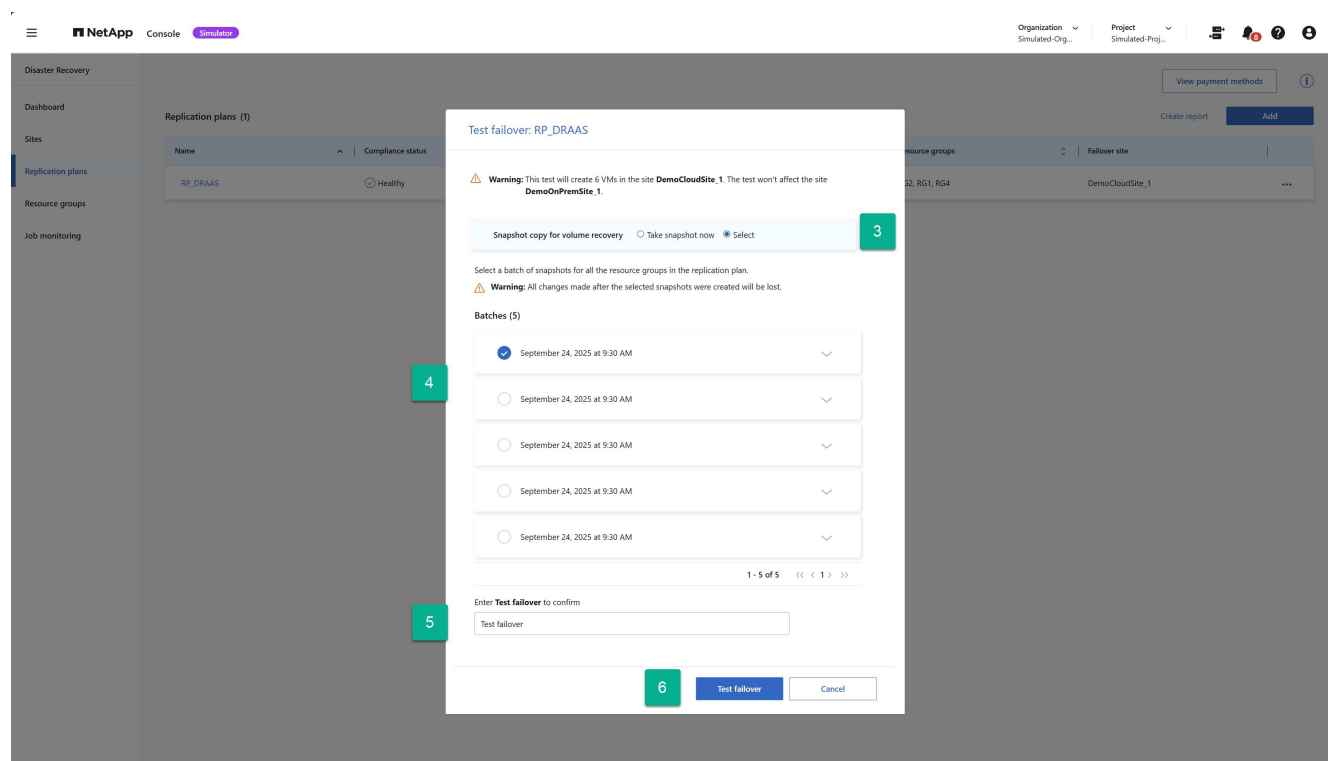 NetApp Console Simulator
Organization
Simulated-Org...
Project
Simulated-Proj...
8
Disaster Recovery
Dashboard
Sites
Replication plans
Resource groups
Job monitoring
View payment methods
Replication plans (1)
Create report
Add
Name
Compliance status
Failover site
RP_DRAAS
Healthy
RG1, RG4
DemoCloudSite_1
Test failover: RP_DRAAS
Warning: This test will create 6 VMs in the site DemoCloudSite_1. The test won't affect the site
DemoOnPremSite_1.
Snapshot copy for volume recovery Take snapshot now Select
3
Select a batch of snapshots for all the resource groups in the replication plan.
Warning: All changes made after the selected snapshots were created will be lost.
Batches (5)
September 24, 2025 at 9:30 AM
4
September 24, 2025 at 9:30 AM
September 24, 2025 at 9:30 AM
September 24, 2025 at 9:30 AM
September 24, 2025 at 9:30 AM
1 - 5 of 5 << < 1 > >>
Enter Test failover to confirm
5
Test failover
6
Test failover
Cancel